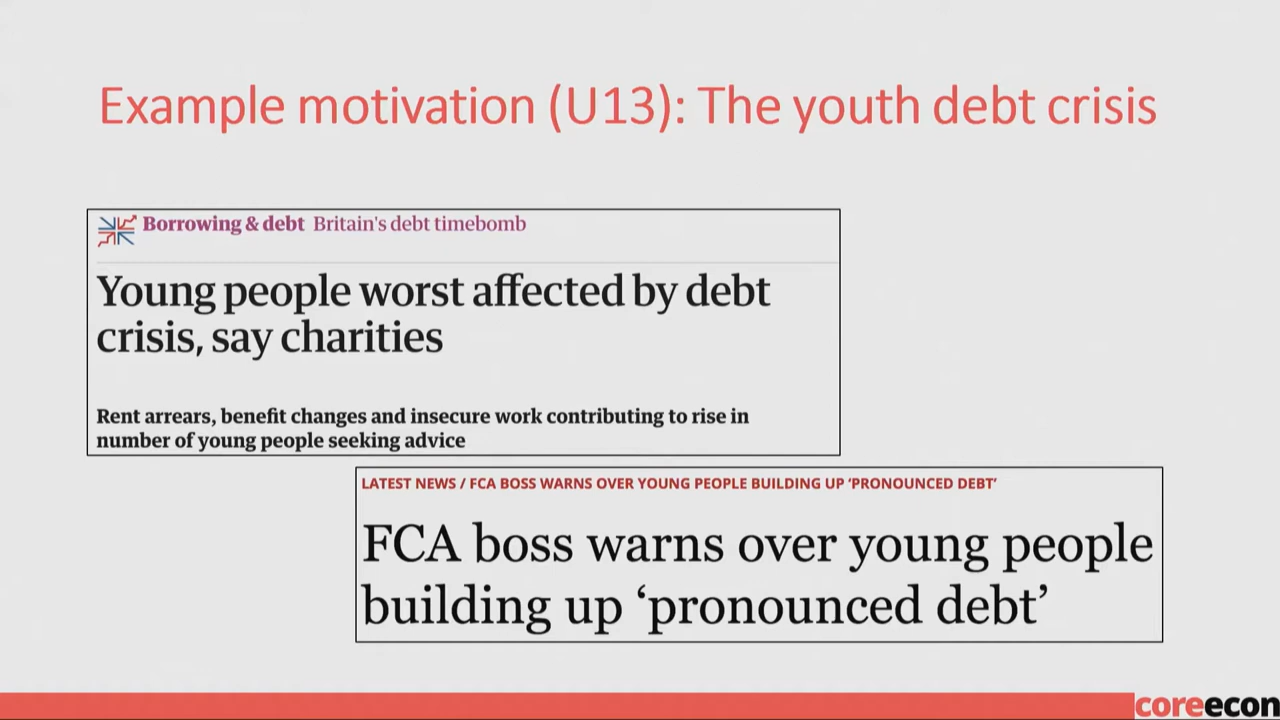 Example motivation (U13): The youth debt crisis
Borrowing & debt Britain's debt timebomb
Young people worst affected by debt
crisis, say charities
Rent arrears, benefit changes and insecure work contributing to rise in
number of young people seeking advice
LATEST NEWS / FCA BOSS WARNS OVER YOUNG PEOPLE BUILDING UP ‘PRONOUNCED DEBT’
FCA boss warns over young people
building up ‘pronounced debt’
coreecon